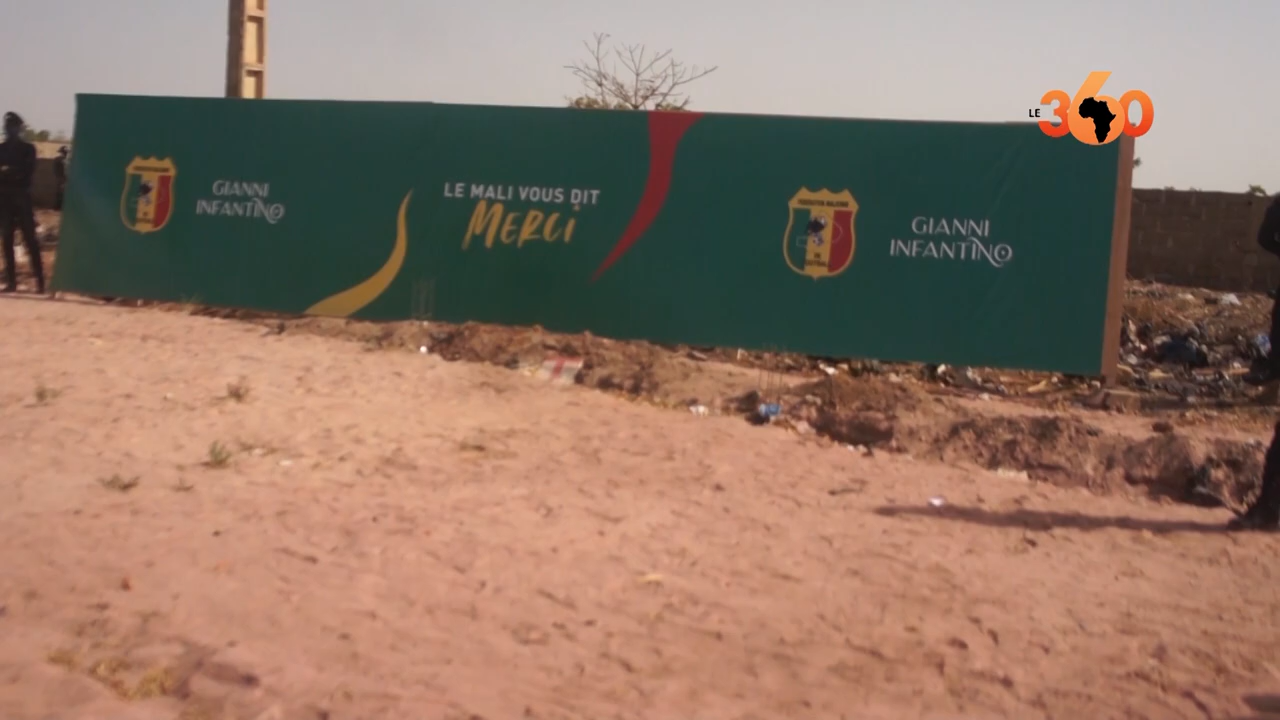 LE 360
GIANNI
INFANTINO
LE MALI VOUS DIT
MERCI
GIANNI
INFANTINO